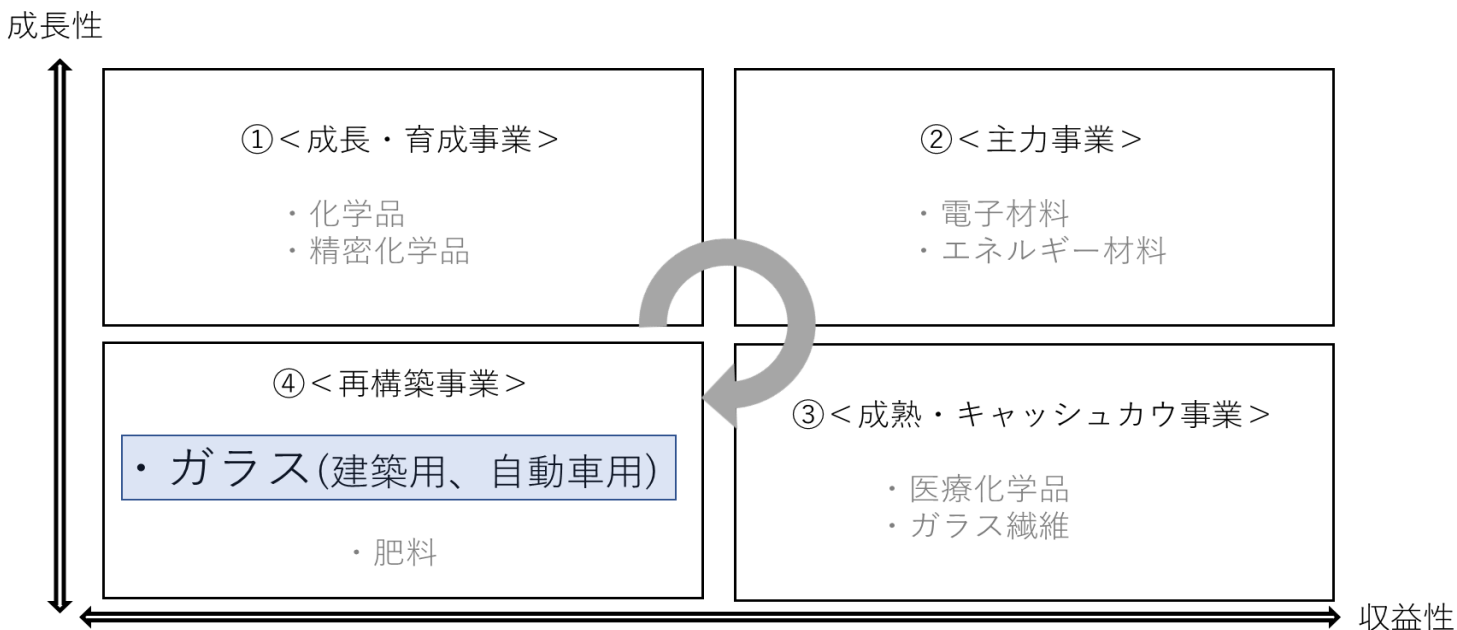 成長性
①＜成長・育成事業＞
・化学品
・精密化学品
②＜主力事業＞
・電子材料
・エネルギー材料
④＜再構築事業＞
・ガラス(建築用、自動車用)
・肥料
③＜成熟・キャッシュカウ事業＞
・医療化学品
・ガラス繊維
収益性